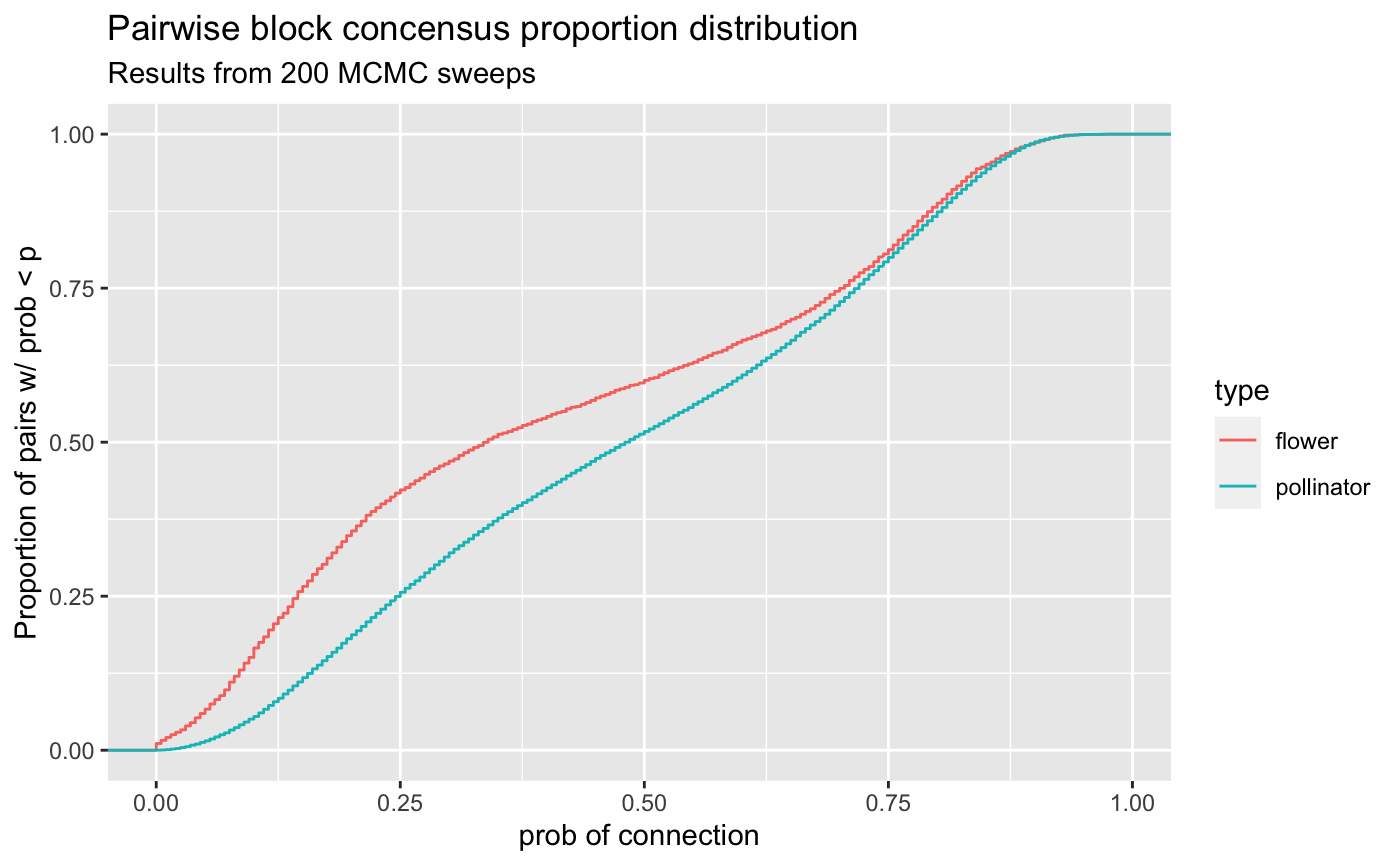 Pairwise block concensus proportion distribution
Results from 200 MCMC sweeps
Proportion of pairs w/ prob < p
1.00
0.75
0.50
0.25
0.00
0.00
0.25
0.50
0.75
1.00
prob of connection
type
flower
pollinator